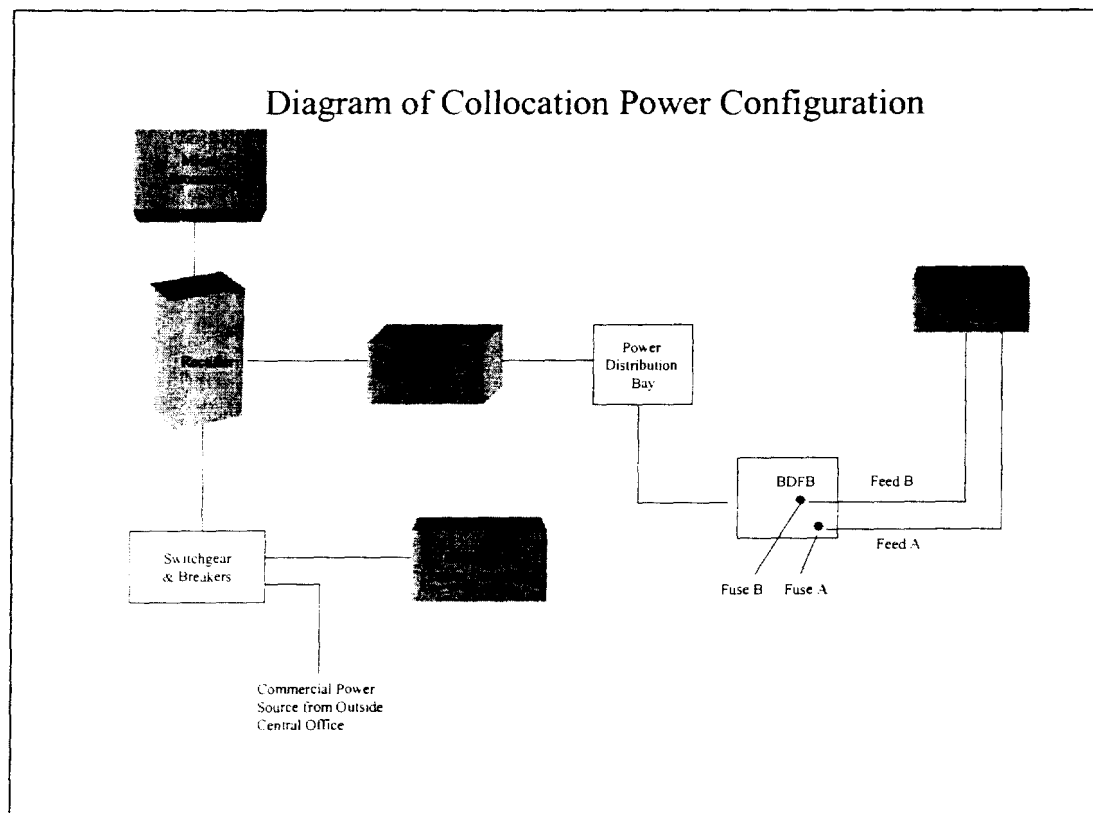 Diagram of Collocation Power Configuration
Rectifier
Power
Distribution
Bay
BDFB
Feed B
Feed A
Fuse B
Fuse A
Switchgear
& Breakers
Commercial Power
Source from Outside
Central Office